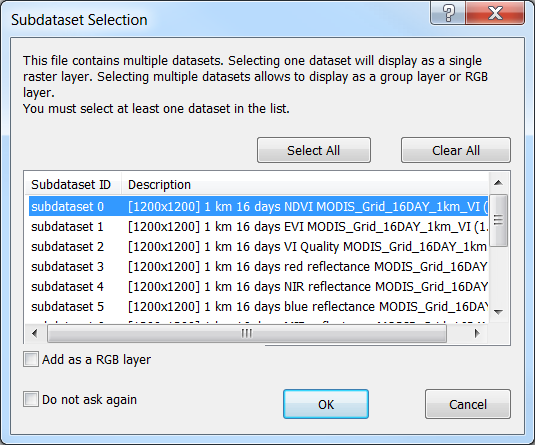 Subdataset Selection
?
This file contains multiple datasets. Selecting one dataset will display as a single
raster layer. Selecting multiple datasets allows to display as a group layer or RGB
layer.
You must select at least one dataset in the list.
Select All Clear All
Subdataset ID Description
subdataset 0 [1200x1200] 1 km 16 days NDVI MODIS_Grid_16DAY_1km_VI (
subdataset 1 [1200x1200] 1 km 16 days EVI MODIS_Grid_16DAY_1km_VI (1.
subdataset 2 [1200x1200] 1 km 16 days VI Quality MODIS_Grid_16DAY_1km
subdataset 3 [1200x1200] 1 km 16 days red reflectance MODIS_Grid_16DAY
subdataset 4 [1200x1200] 1 km 16 days NIR reflectance MODIS_Grid_16DAY
subdataset 5 [1200x1200] 1 km 16 days blue reflectance MODIS_Grid_16DAY
Add as a RGB layer
Do not ask again
OK Cancel